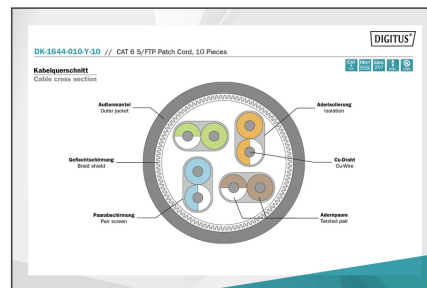 DIGITUS®
DK-1644-010-Y-10 // CAT 6 S/FTP Patch Cord, 10 Pieces
Kabelquerschnitt
Cable cross section
Außenmantel
Outer jacket
Aderisolierung
Isolation
Geflechtschirmung
Braid shield
Cu-Draht
Cu-Wire
Paarabschirmung
Pair screen
Adernpaare
Twisted pair